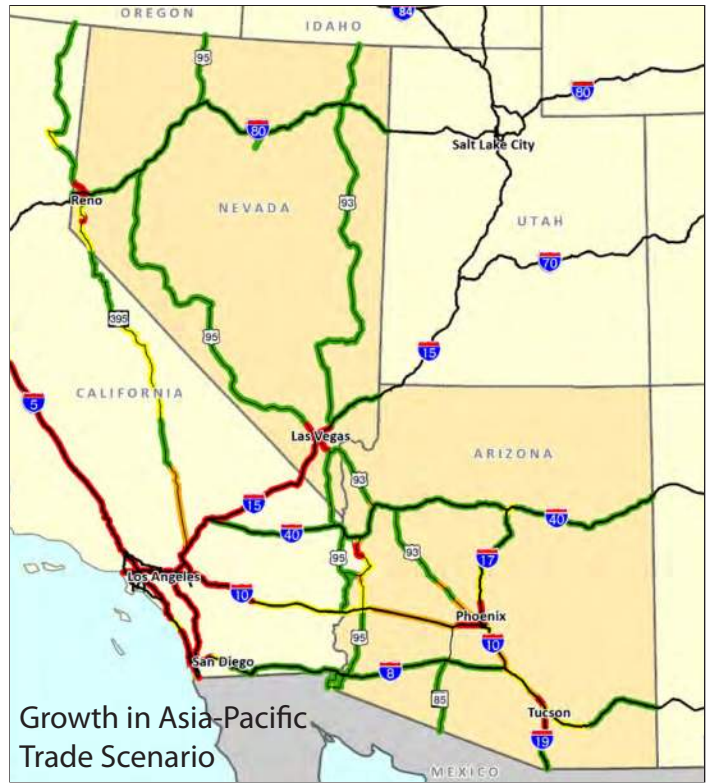 OREGON
IDAHO
84
95
80
80
Salt Lake City
Reno
NEVADA
93
UTAH
70
395
95
15
CALIFORNIA
5
Las Vegas
ARIZONA
93
15
40
40
95
93
17
Los Angeles
10
Phoenix
95
10
San Diego
8
85
Tucson
Growth in Asia-Pacific
Trade Scenario
19
MEXICO